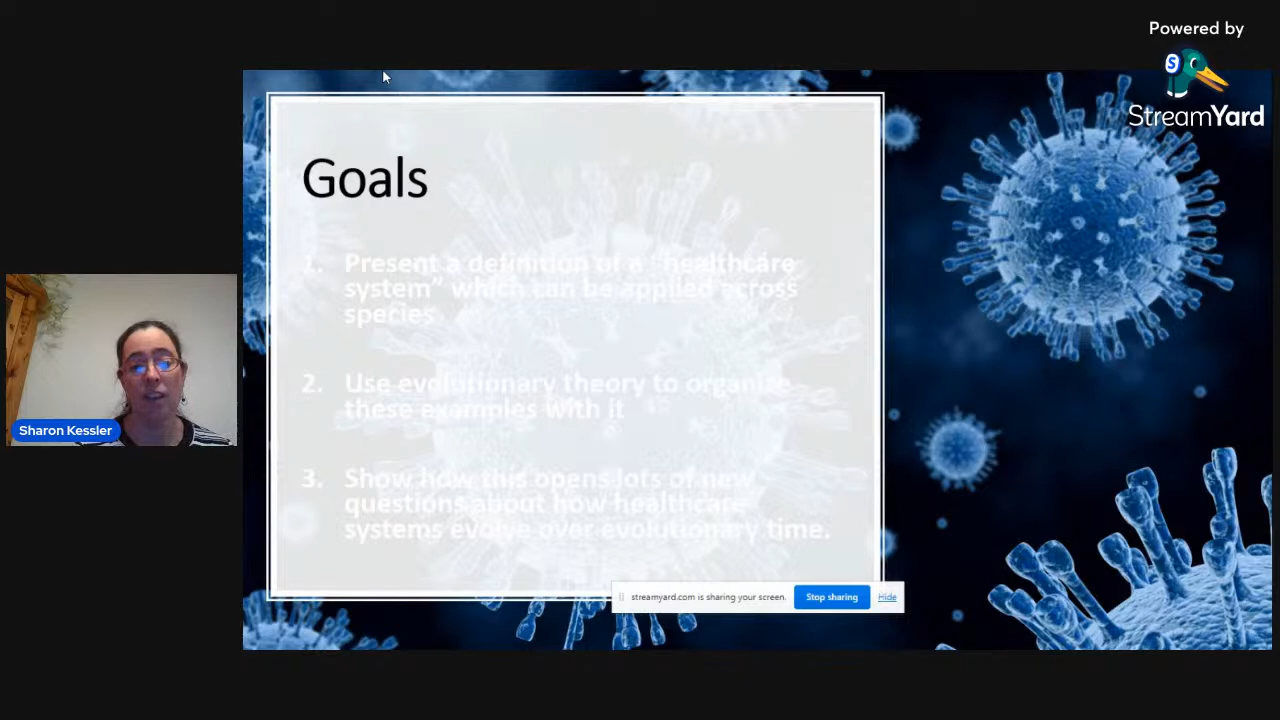 Powered by
S
StreamYard
Goals
1. Present a definition of a "healthcare
system" which can be applied across
species
2. Use evolutionary theory to organize
these examples with it
3. Show how this opens lots of new
questions about how healthcare
systems evolve over evolutionary time.
Sharon Kessler
streamyard.com is sharing your screen.
Stop sharing
Hide